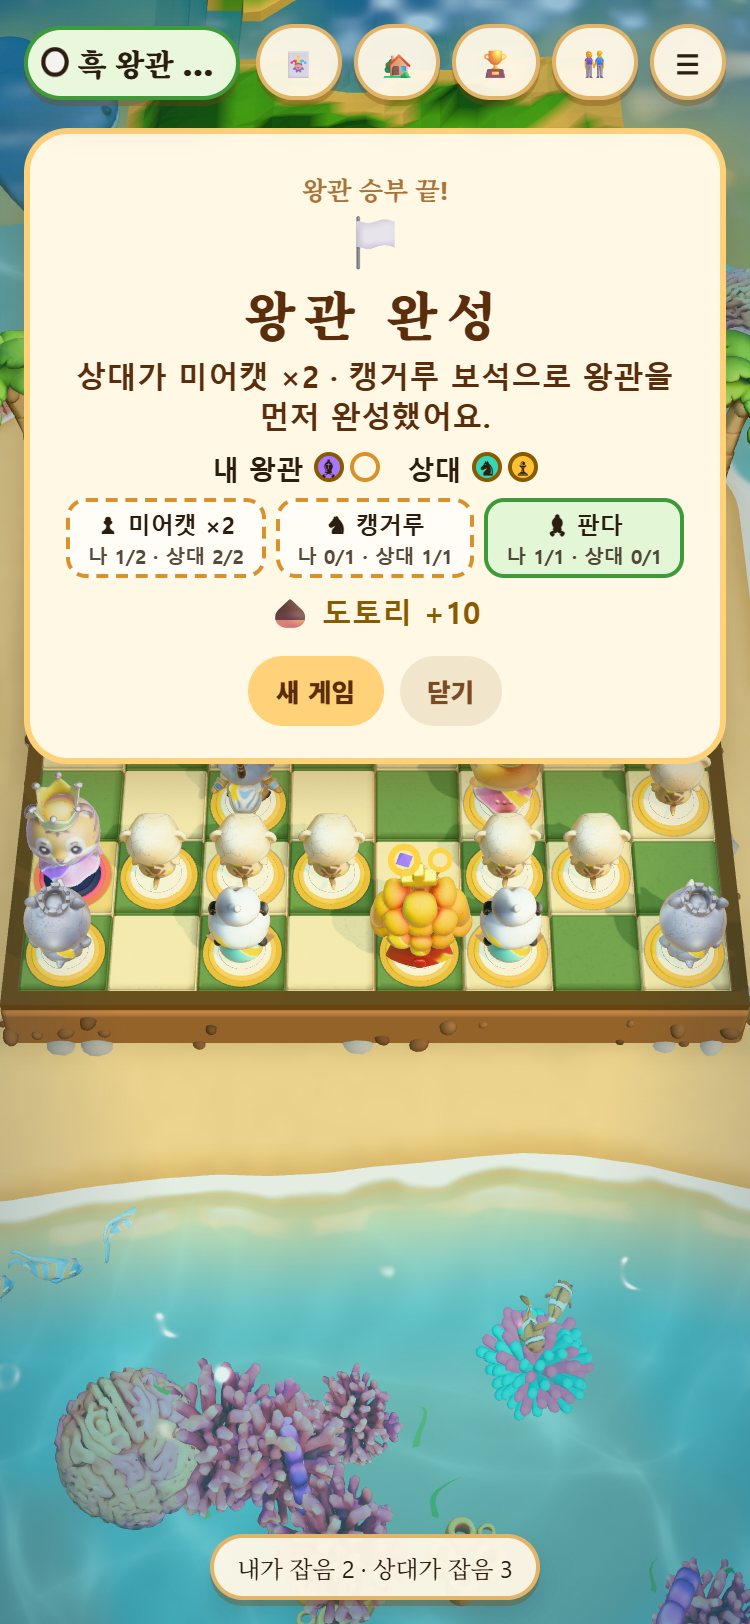 흑 왕관 ...
왕관 승부 끝!
왕관 완성
상대가 미어캣 ×2 · 캥거루 보석으로 왕관을
먼저 완성했어요.
내 왕관 상대
미어캣 ×2
나 1/2 · 상대 2/2
캥거루
나 0/1 · 상대 1/1
판다
나 1/1 · 상대 0/1
도토리 +10
새 게임
닫기
내가 잡음 2 · 상대가 잡음 3